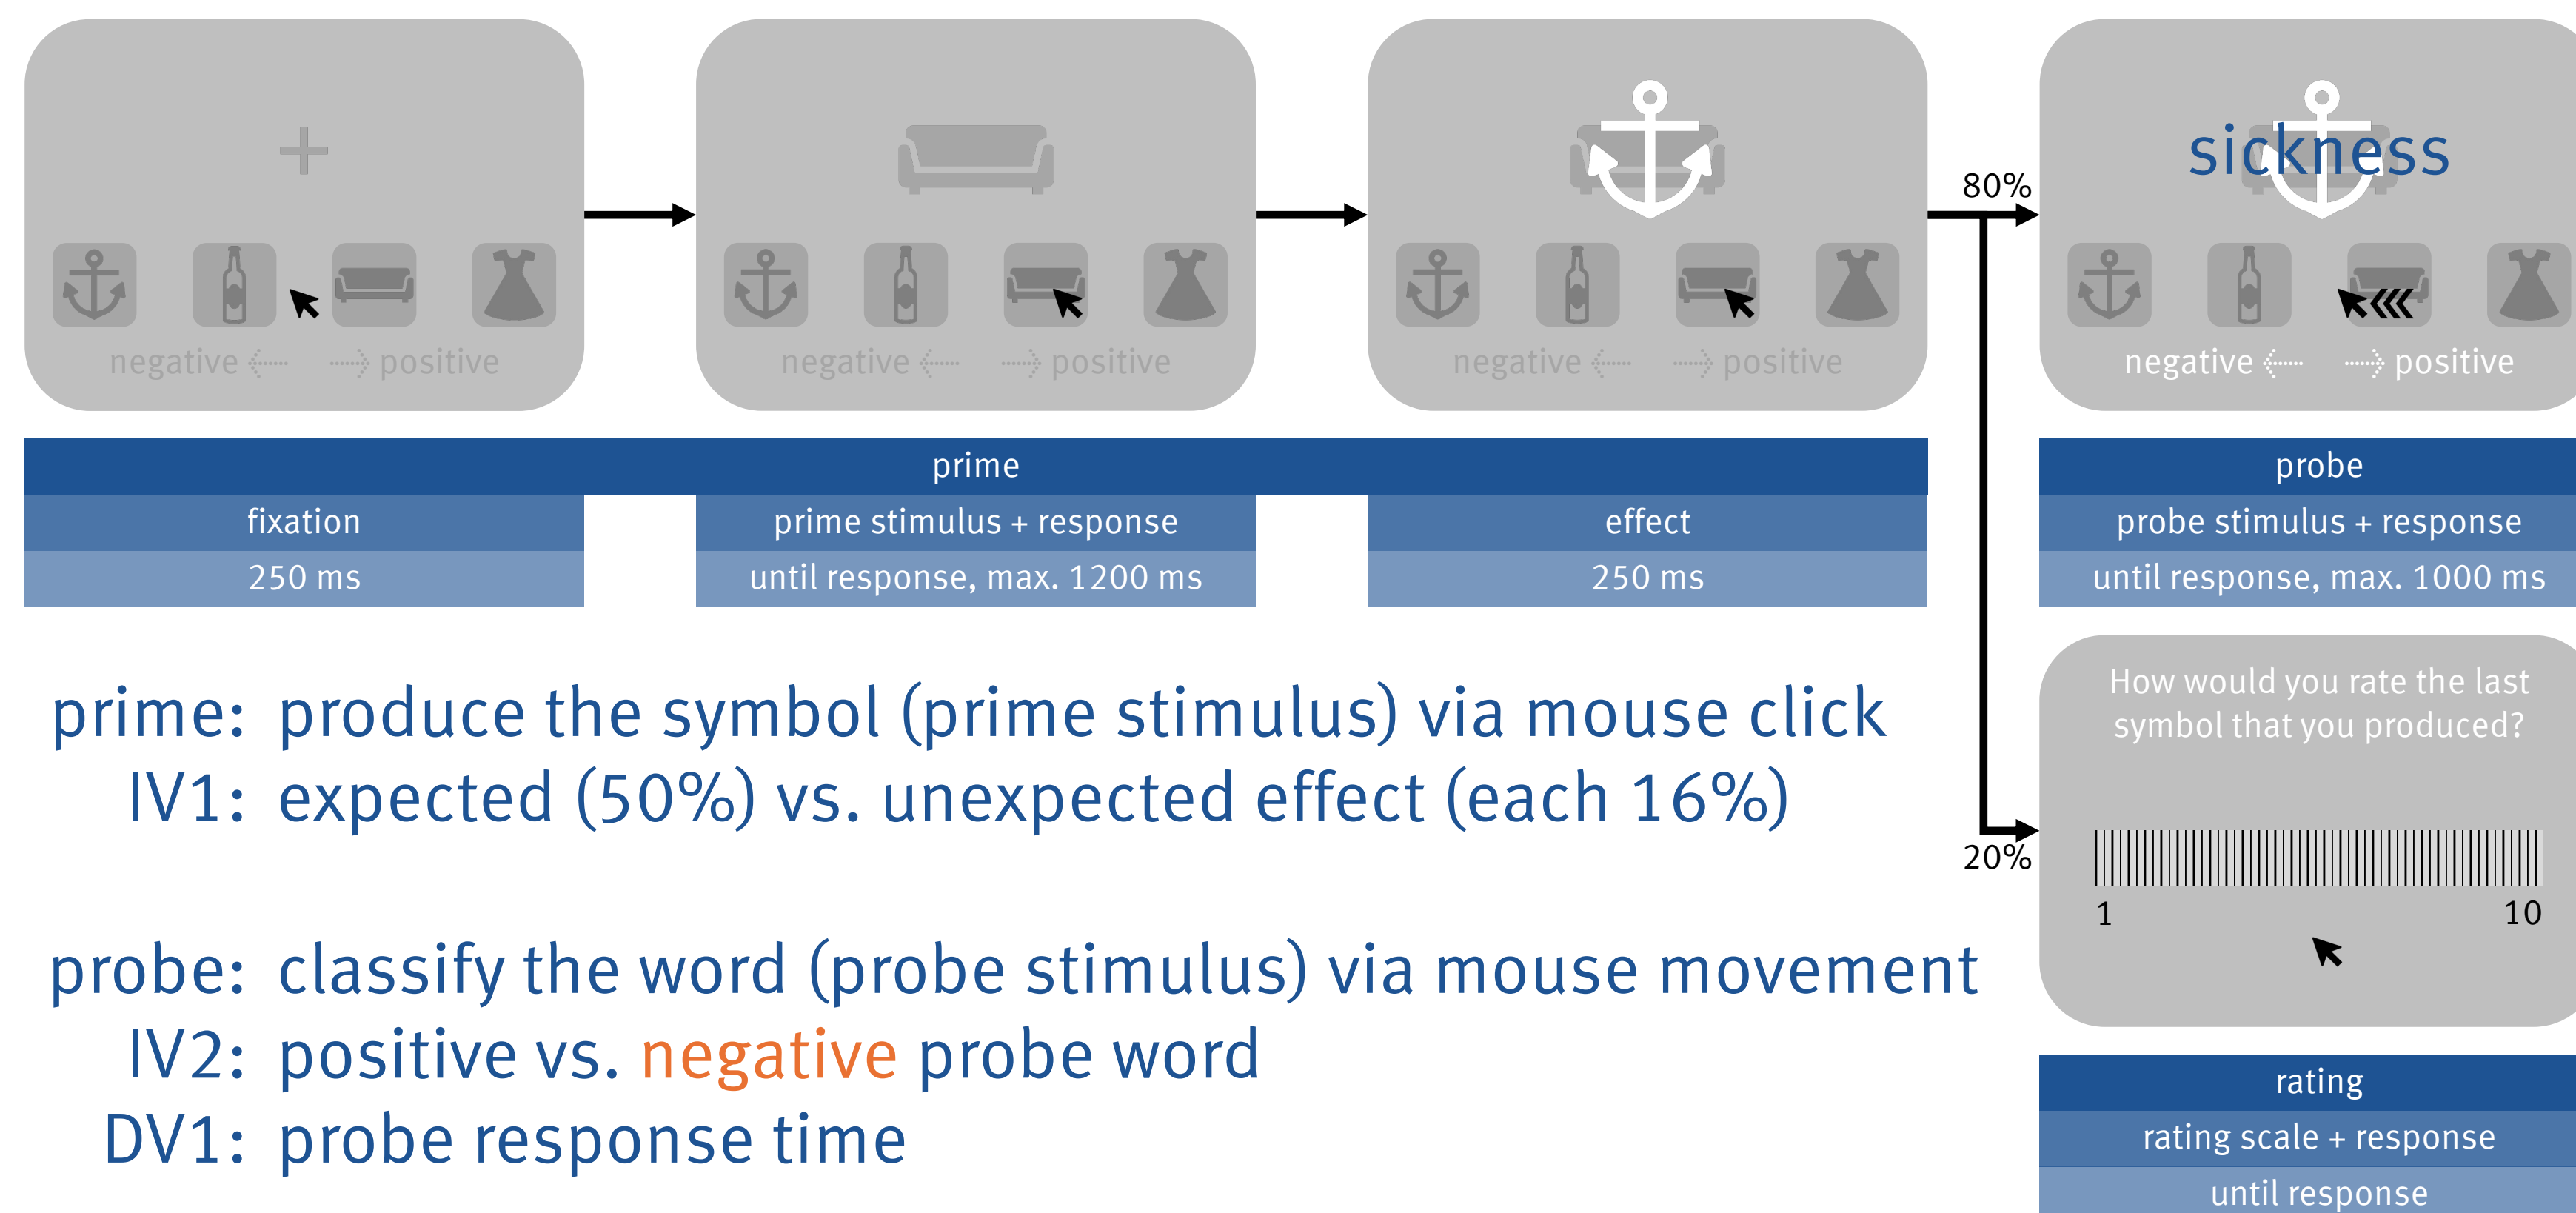 80%
sickness
negative positive
negative positive
negative positive
negative positive
prime
fixation
prime stimulus + response
effect
250 ms
until response, max. 1200 ms
250 ms
probe
probe stimulus + response
until response, max. 1000 ms
prime: produce the symbol (prime stimulus) via mouse click
IV1: expected (50%) vs. unexpected effect (each 16%)
probe: classify the word (probe stimulus) via mouse movement
IV2: positive vs. negative probe word
DV1: probe response time
20%
How would you rate the last
symbol that you produced?
1 10
rating
rating scale + response
until response